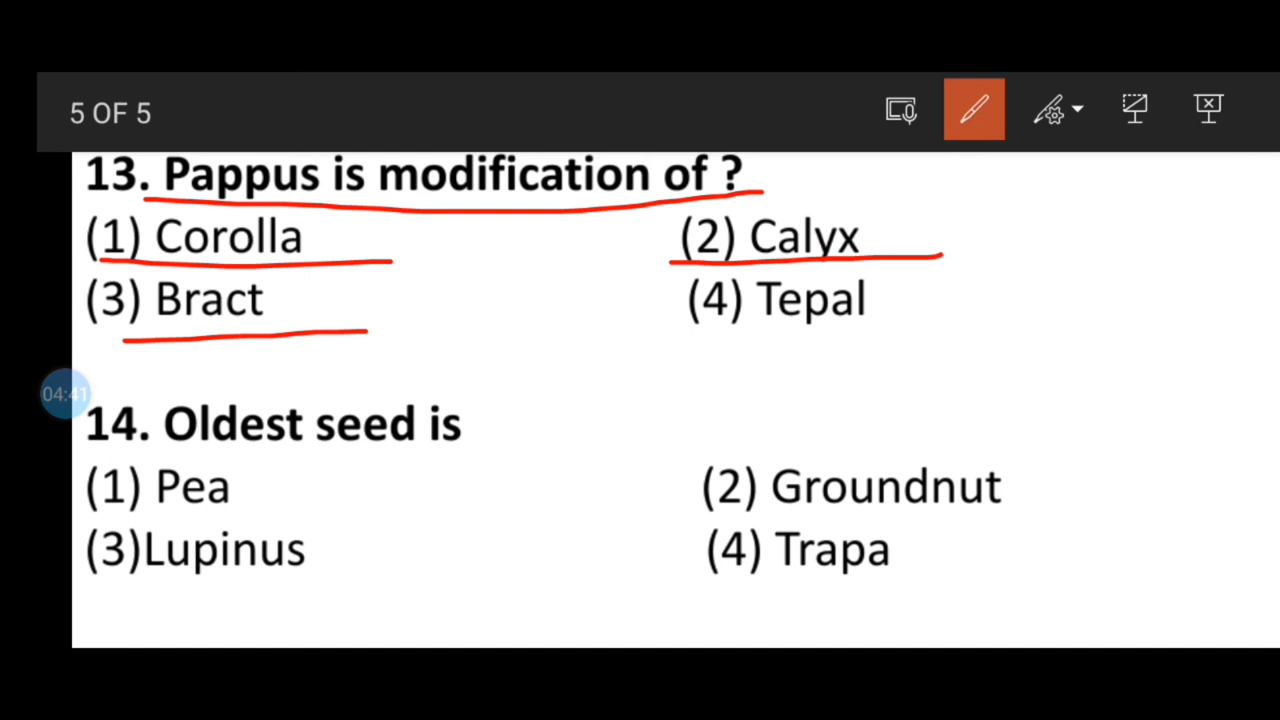 5 OF 5
13. Pappus is modification of ?
(1) Corolla (2) Calyx
(3) Bract (4) Tepal
04:41
14. Oldest seed is
(1) Pea (2) Groundnut
(3)Lupinus (4) Trapa